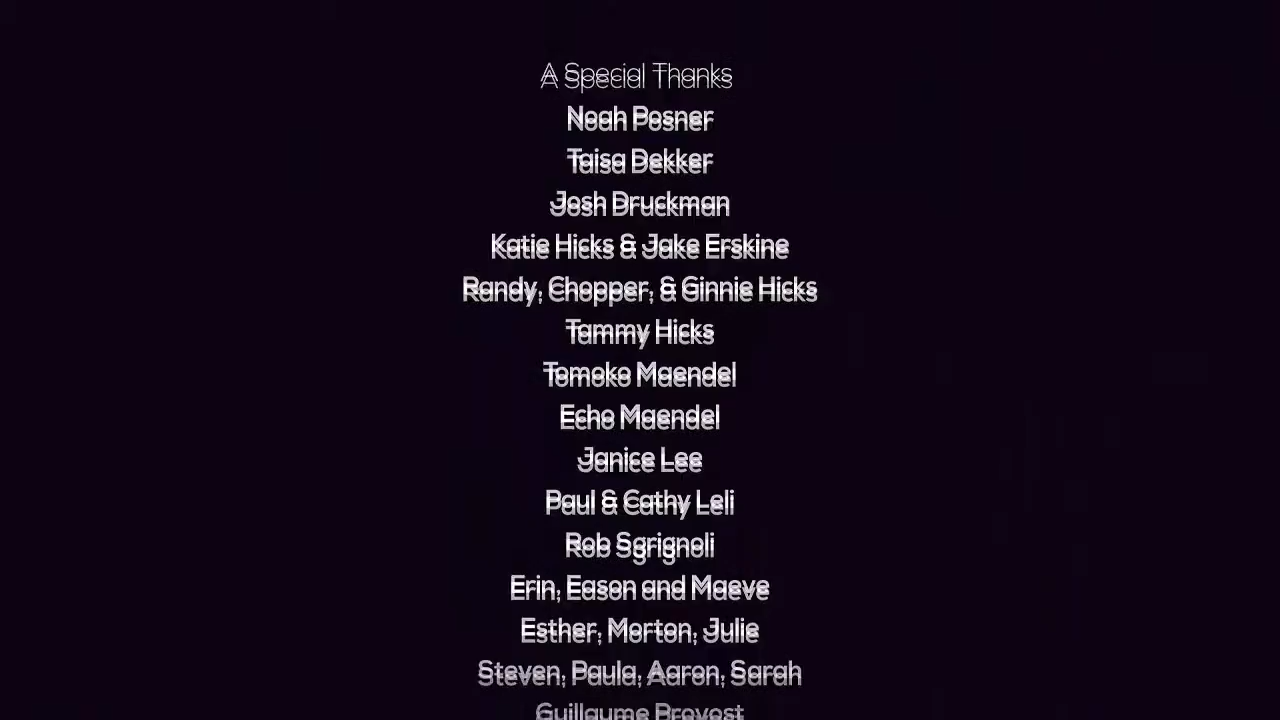 A Special Thanks
Noah Posner
Taisa Dekker
Josh Druckman
Katie Hicks & Jake Erskine
Randy, Chopper, & Ginnie Hicks
Tammy Hicks
Tomoko Maendel
Echo Maendel
Janice Lee
Paul & Cathy Leli
Rob Sgrignoli
Erin, Eason and Maeve
Esther, Morton, Julie
Steven, Paula, Aaron, Sarah
Guillaume Provost